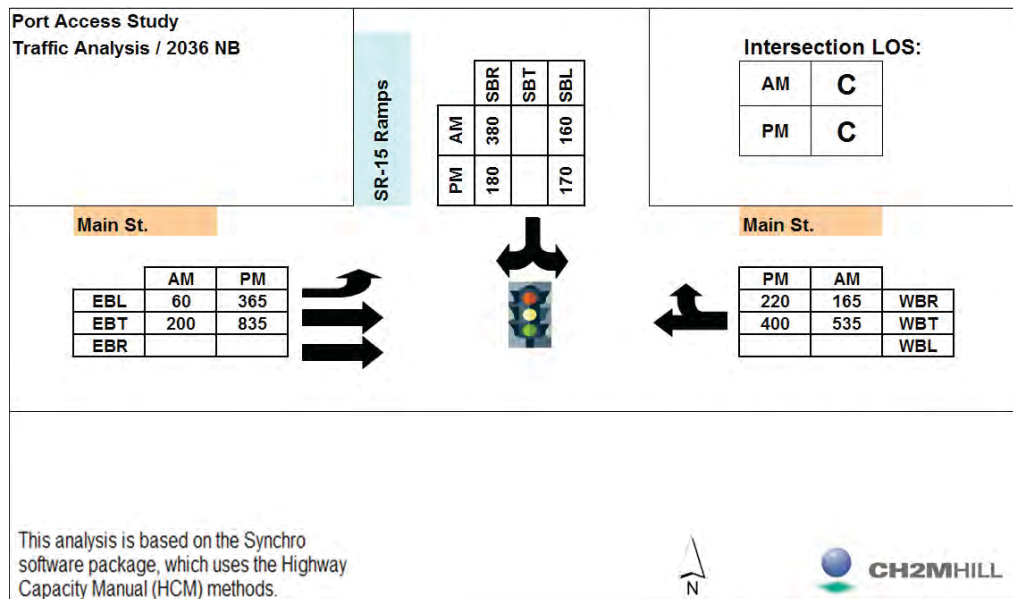 Port Access Study
Traffic Analysis / 2036 NB
SR-15 Ramps
SBR SBT SBL
AM 380 160
PM 180 170
Intersection LOS:
AM C
PM C
Main St.
AM PM
EBL 60 365
EBT 200 835
EBR
Main St.
PM AM
220 165 WBR
400 535 WBT
WBL
This analysis is based on the Synchro
software package, which uses the Highway
Capacity Manual (HCM) methods.
N
CH2MHILL